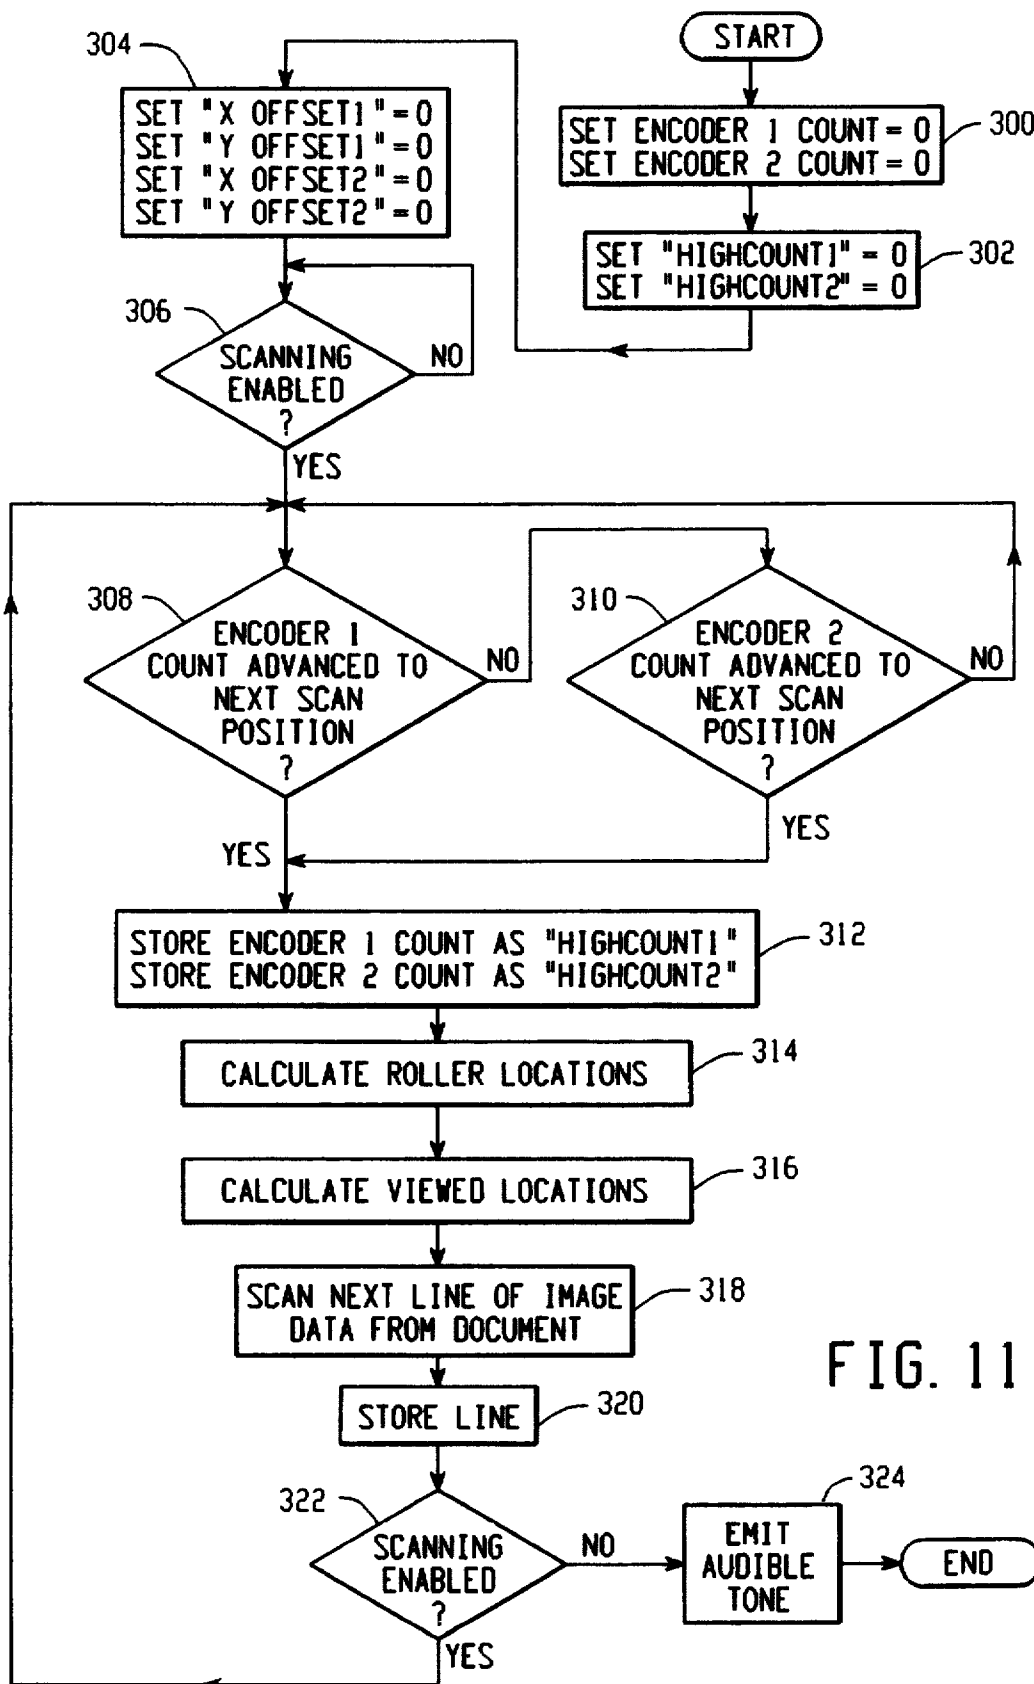 START
300
SET ENCODER 1 COUNT = 0
SET ENCODER 2 COUNT = 0
302
SET "HIGHCOUNT1" = 0
SET "HIGHCOUNT2" = 0
304
SET "X OFFSET1" = 0
SET "Y OFFSET1" = 0
SET "X OFFSET2" = 0
SET "Y OFFSET2" = 0
306
SCANNING
ENABLED
?
NO
YES
308
ENCODER 1
COUNT ADVANCED TO
NEXT SCAN
POSITION
?
NO
YES
310
ENCODER 2
COUNT ADVANCED TO
NEXT SCAN
POSITION
?
NO
YES
STORE ENCODER 1 COUNT AS "HIGHCOUNT1"
STORE ENCODER 2 COUNT AS "HIGHCOUNT2"
312
CALCULATE ROLLER LOCATIONS
314
CALCULATE VIEWED LOCATIONS
316
SCAN NEXT LINE OF IMAGE
DATA FROM DOCUMENT
318
STORE LINE
320
322
SCANNING
ENABLED
?
NO
YES
324
EMIT
AUDIBLE
TONE
END
FIG. 11